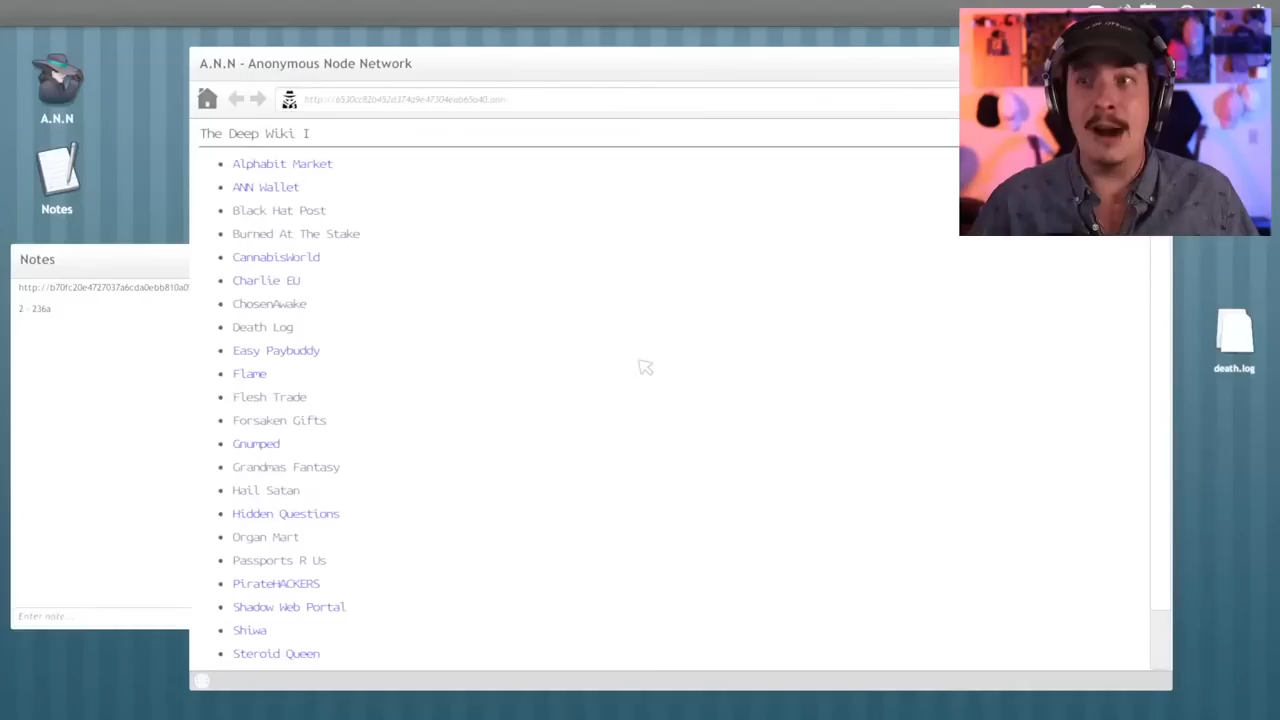 A.N.N
Notes
Notes
2 - 236a
Enter note...
A.N.N - Anonymous Node Network
The Deep Wiki I
Alphabit Market
ANN Wallet
Black Hat Post
Burned At The Stake
CannabisWorld
Charlie EU
ChosenAwake
Death Log
Easy Paybuddy
Flame
Flesh Trade
Forsaken Gifts
Gnumped
Grandmas Fantasy
Hail Satan
Hidden Questions
Organ Mart
Passports R Us
PirateHACKERS
Shadow Web Portal
Shiwa
Steroid Queen
death.log